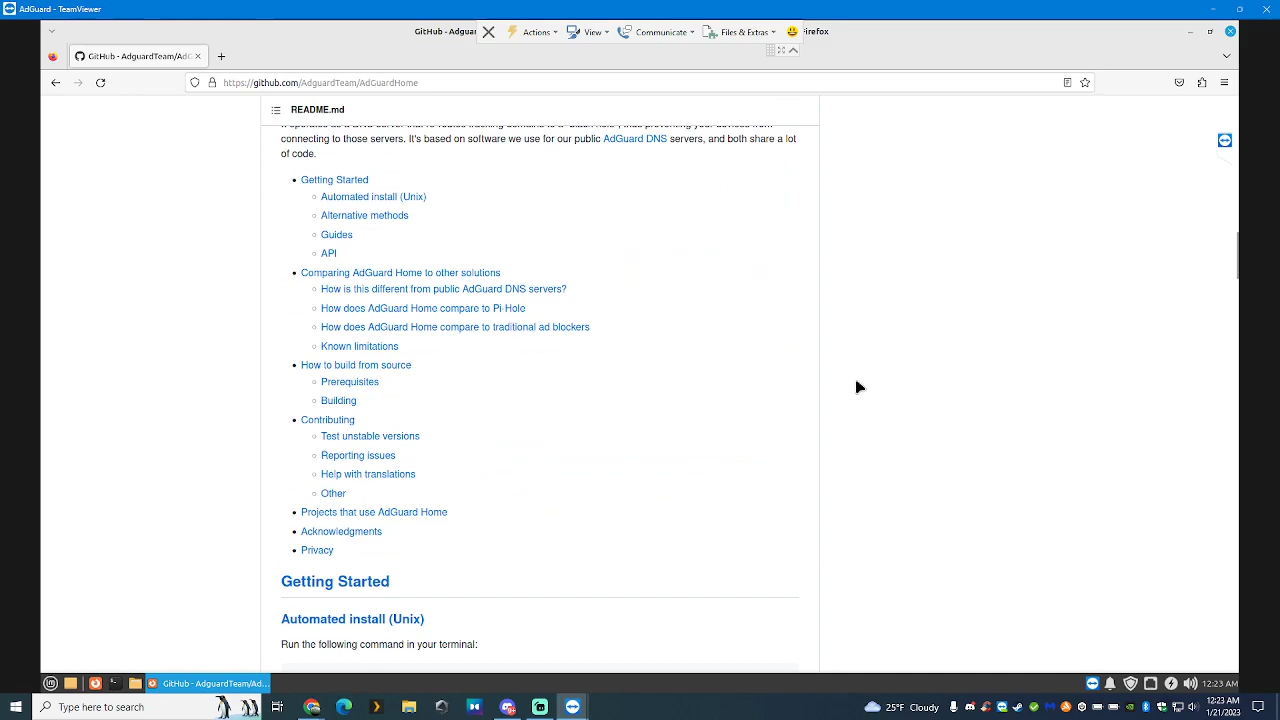 AdGuard - TeamViewer
GitHub - Adguar
Actions
View
Communicate
Files & Extras
Firefox
GitHub - AdguardTeam/AdG
https://github.com/AdguardTeam/AdGuardHome
README.md
connecting to those servers. It's based on software we use for our public AdGuard DNS servers, and both share a lot
of code.
Getting Started
Automated install (Unix)
Alternative methods
Guides
API
Comparing AdGuard Home to other solutions
How is this different from public AdGuard DNS servers?
How does AdGuard Home compare to Pi-Hole
How does AdGuard Home compare to traditional ad blockers
Known limitations
How to build from source
Prerequisites
Building
Contributing
Test unstable versions
Reporting issues
Help with translations
Other
Projects that use AdGuard Home
Acknowledgments
Privacy
Getting Started
Automated install (Unix)
Run the following command in your terminal:
GitHub - AdguardTeam/Ad...
12:23 AM
Type here to search
25°F Cloudy
12:23 AM
1/21/2023